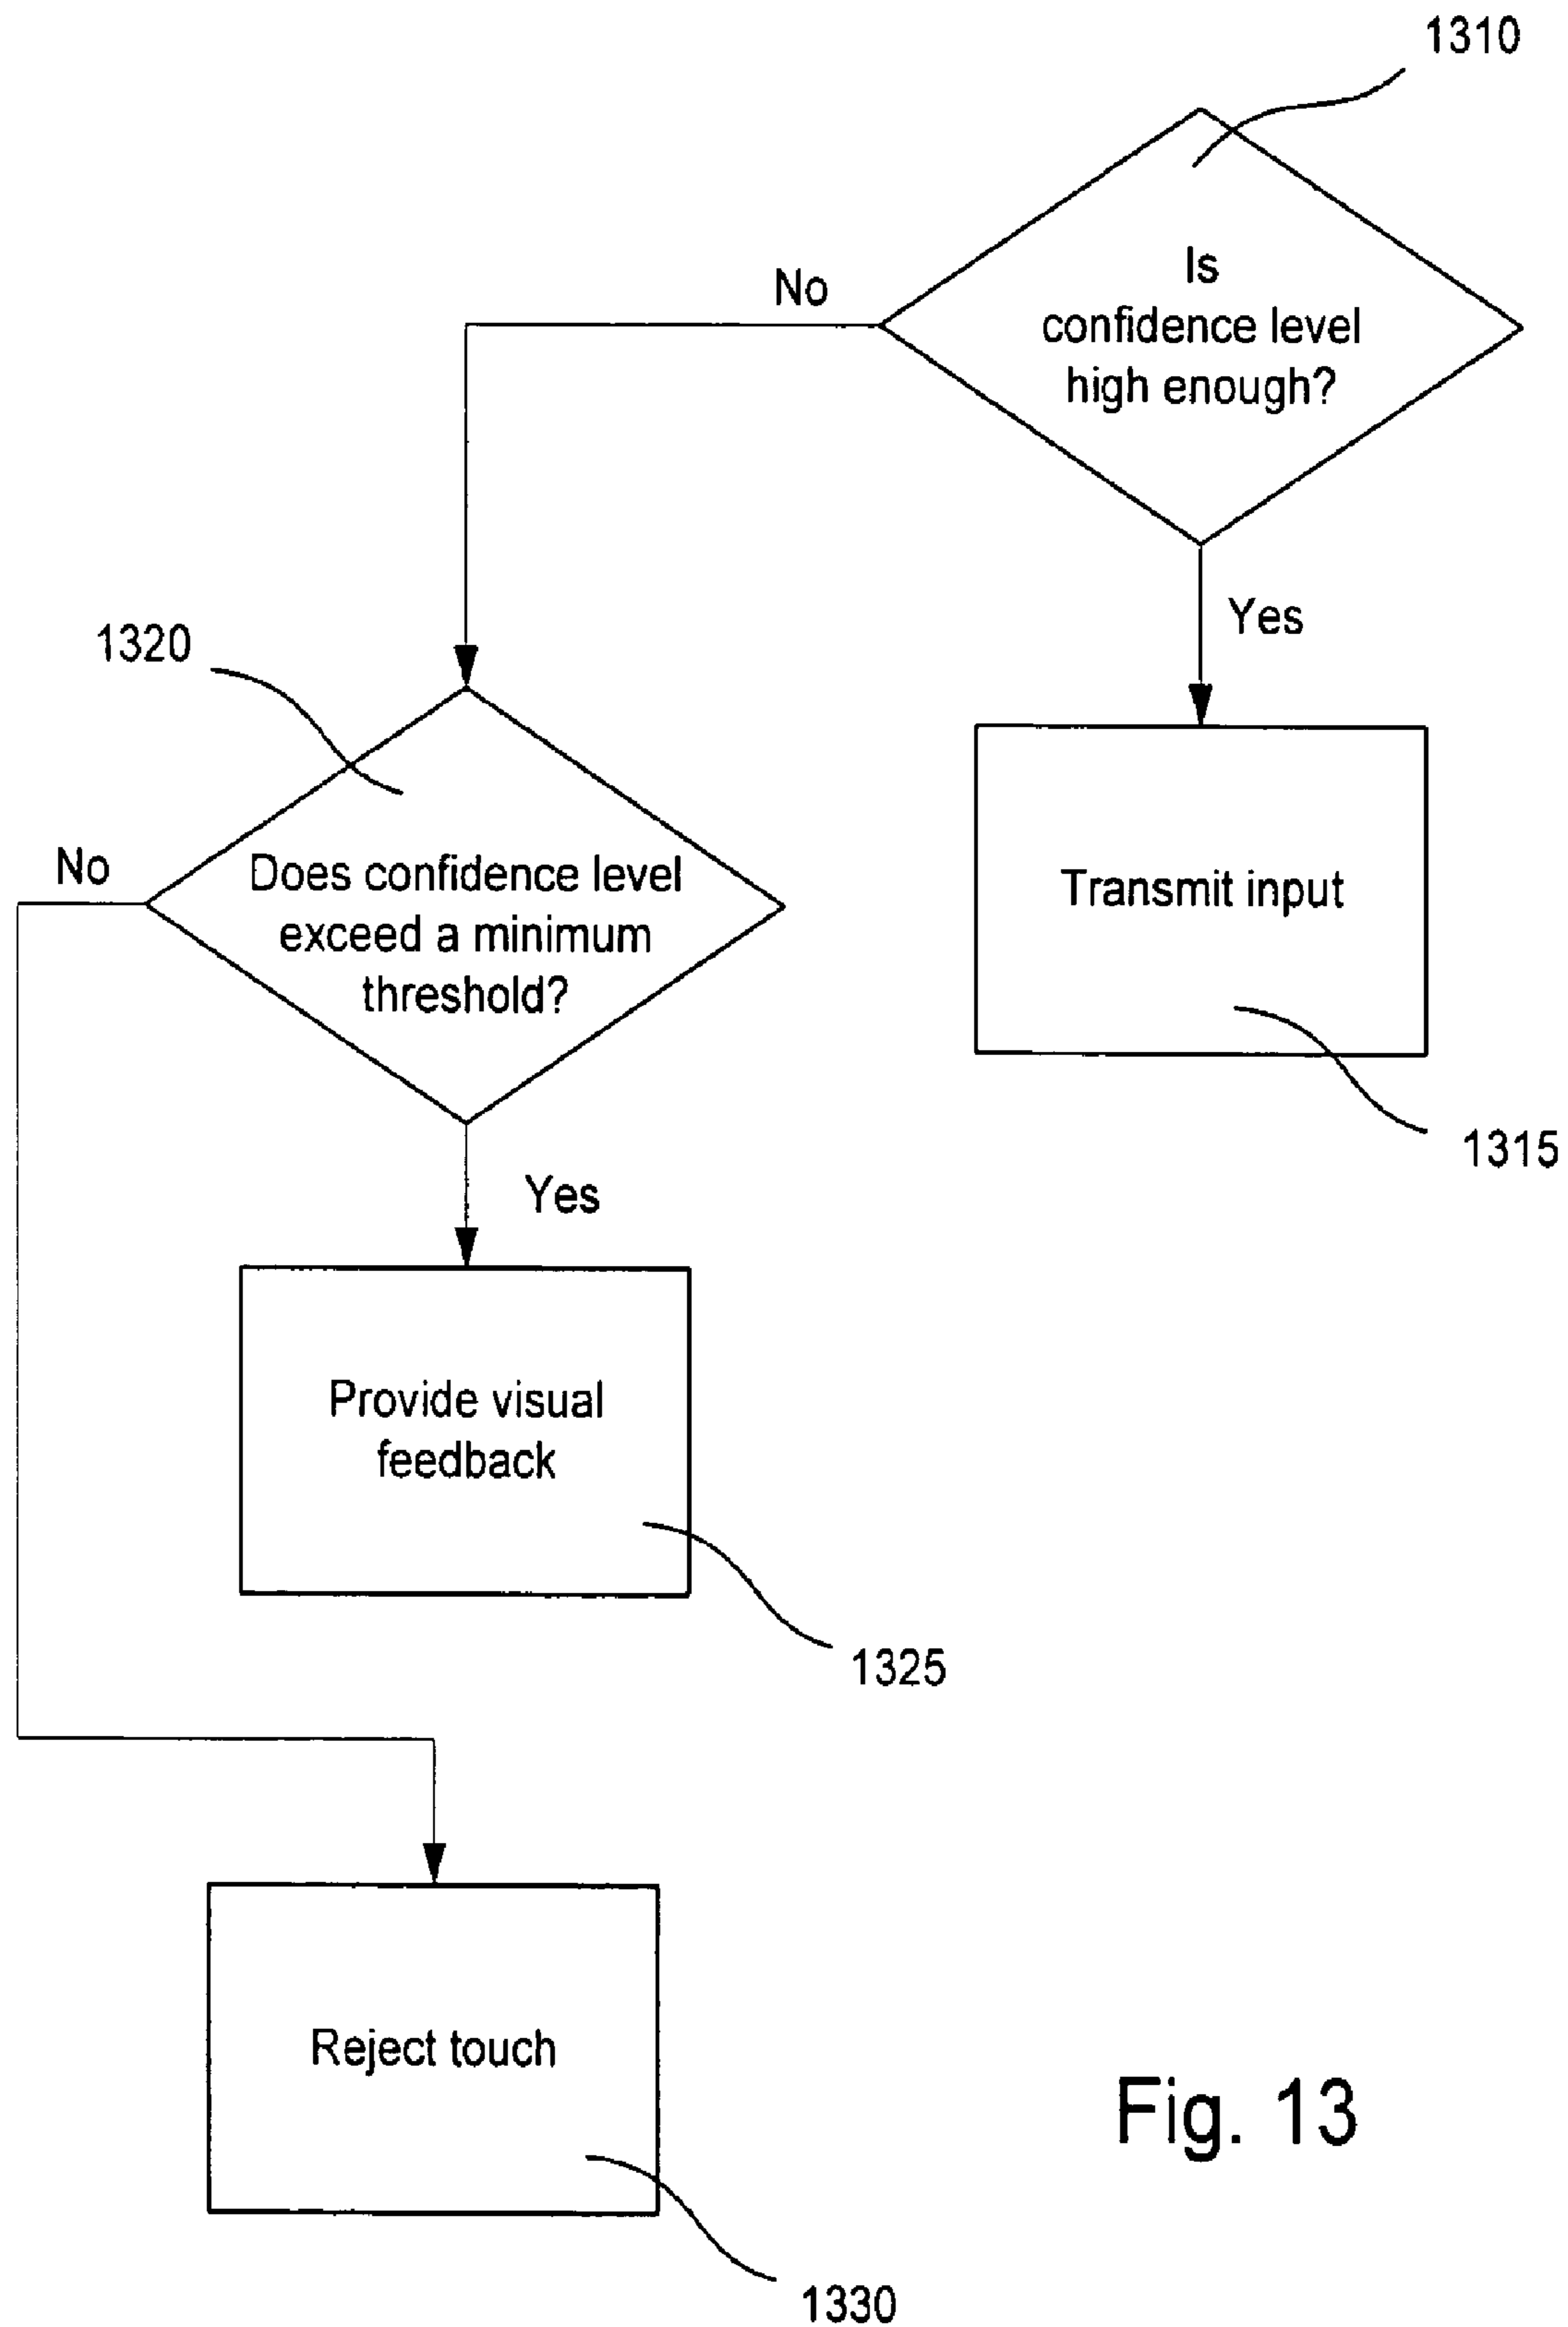 1310
Is
confidence level
high enough?
No
Yes
1320
Does confidence level
exceed a minimum
threshold?
No
Transmit input
1315
Yes
Provide visual
feedback
1325
Reject touch
1330
Fig. 13